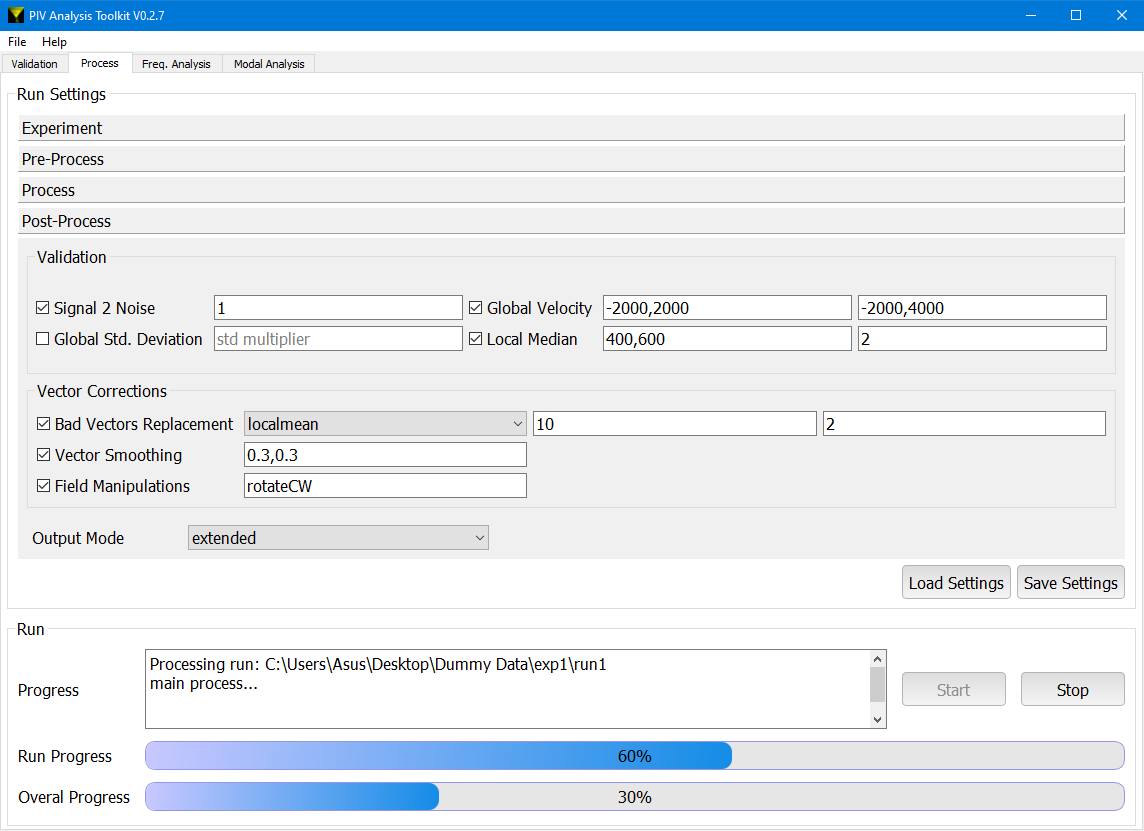 PIV Analysis Toolkit V0.2.7
File Help
Validation Process Freq. Analysis Modal Analysis
Run Settings
Experiment
Pre-Process
Process
Post-Process
Validation
Signal 2 Noise 1 Global Velocity -2000,2000 -2000,4000
Global Std. Deviation std multiplier Local Median 400,600 2
Vector Corrections
Bad Vectors Replacement localmean 10 2
Vector Smoothing 0.3,0.3
Field Manipulations rotateCW
Output Mode extended
Load Settings Save Settings
Run
Processing run: C:\Users\Asus\Desktop\Dummy Data\exp1\run1
main process...
Progress Start Stop
Run Progress 60%
Overal Progress 30%